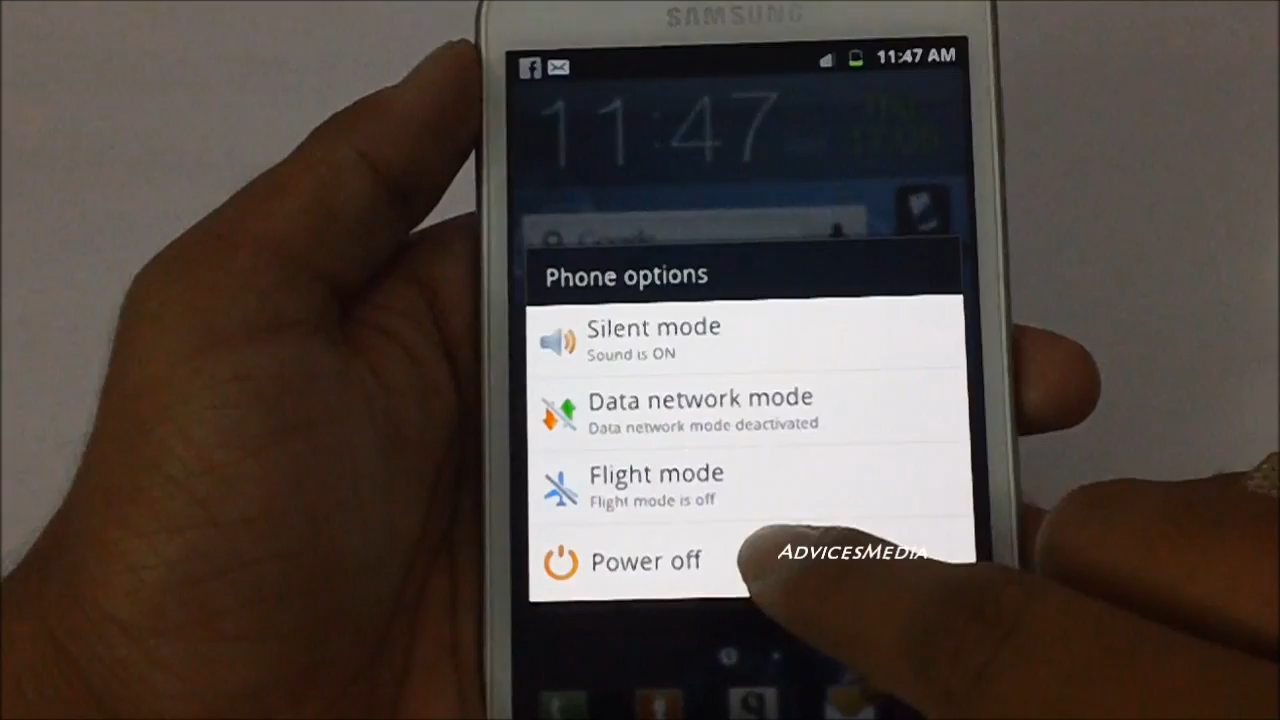 SAMSUNG
11:47 AM
11:47
Google
Phone options
Silent mode
Sound is ON
Data network mode
Data network mode deactivated
Flight mode
Flight mode is off
Power off
ADVICESMEDIA